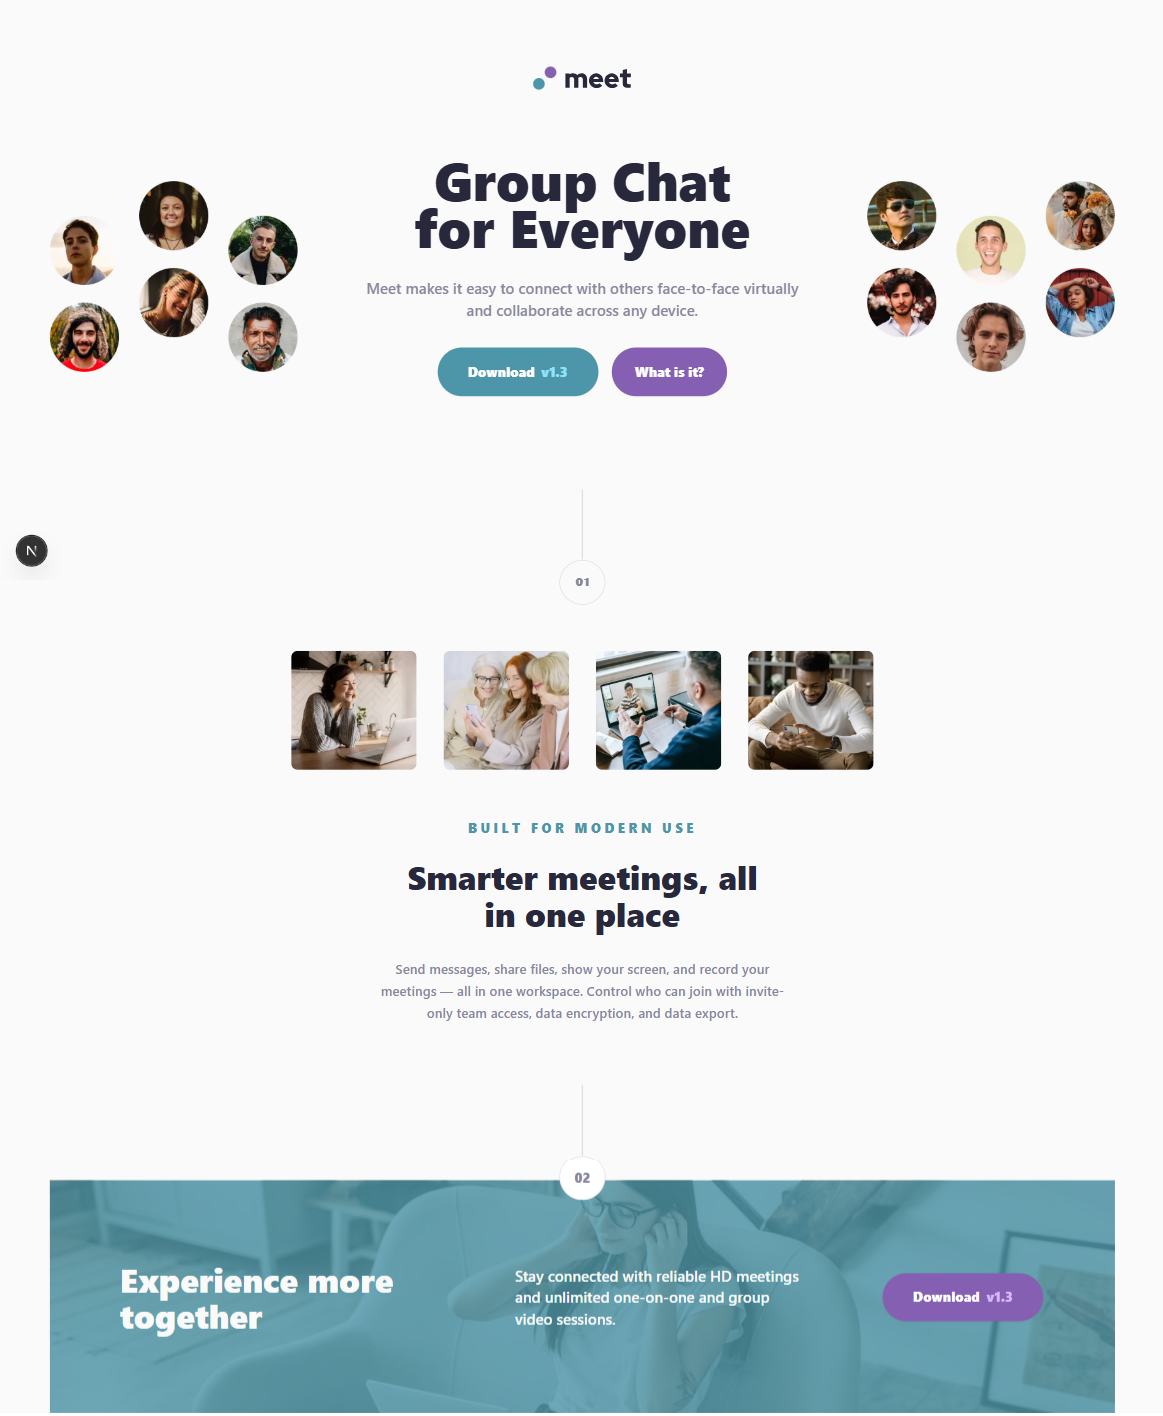 meet
Group Chat
for Everyone
Meet makes it easy to connect with others face-to-face virtually
and collaborate across any device.
Download v1.3
What is it?
N
01
BUILT FOR MODERN USE
Smarter meetings, all
in one place
Send messages, share files, show your screen, and record your
meetings — all in one workspace. Control who can join with invite-
only team access, data encryption, and data export.
02
Experience more
together
Stay connected with reliable HD meetings
and unlimited one-on-one and group
video sessions.
Download v1.3